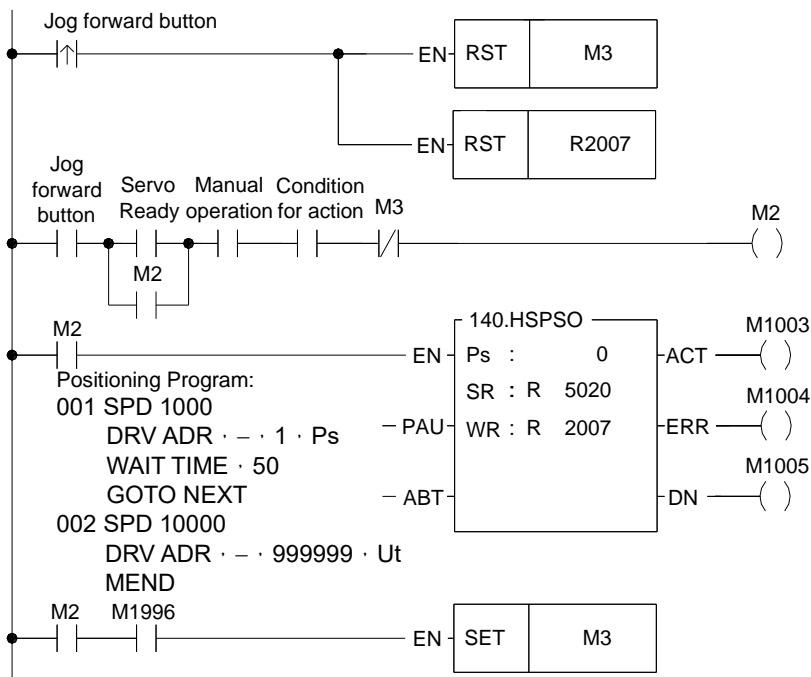 Jog forward button
EN RST M3
EN RST R2007
Jog
forward
button
Servo
Ready
Manual
operation
Condition
for action
M3
M2
M2
M2
140.HSPSO
M1003
EN Ps : 0 ACT
SR : R 5020
M1004
PAU WR : R 2007 ERR
M1005
ABT DN
Positioning Program:
001 SPD 1000
DRV ADR · – · 1 · Ps
WAIT TIME · 50
GOTO NEXT
002 SPD 10000
DRV ADR · – · 999999 · Ut
MEND
M2 M1996
EN SET M3